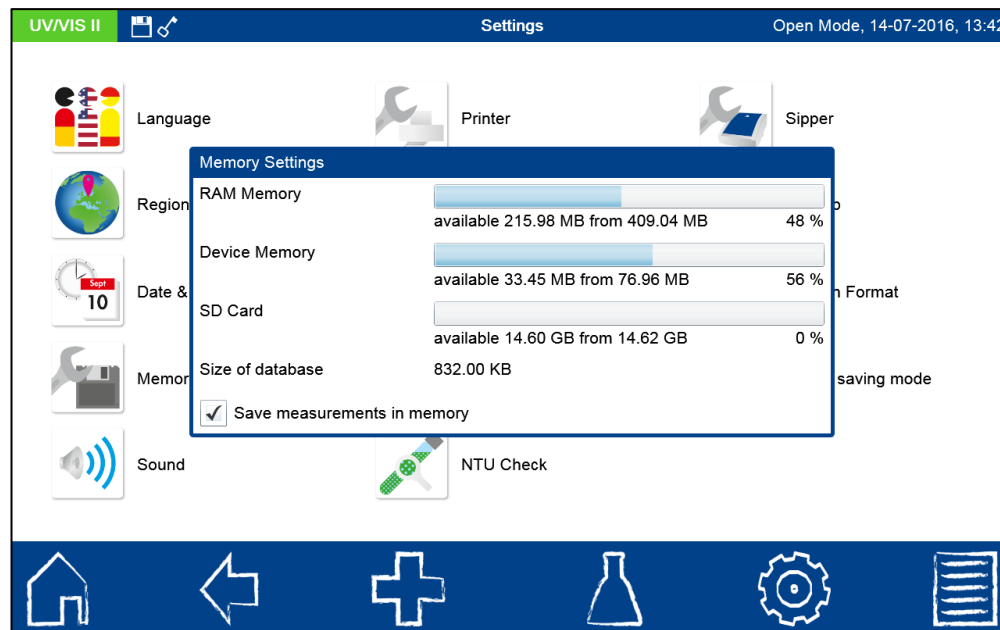 UV/VIS II Settings Open Mode, 14-07-2016, 13:42
Language Printer Sipper
Memory Settings
RAM Memory
available 215.98 MB from 409.04 MB 48 %
Region
Device Memory
available 33.45 MB from 76.96 MB 56 %
Sept
10
Date & Format
SD Card
available 14.60 GB from 14.62 GB 0 %
Size of database 832.00 KB
saving mode
Save measurements in memory
Sound NTU Check